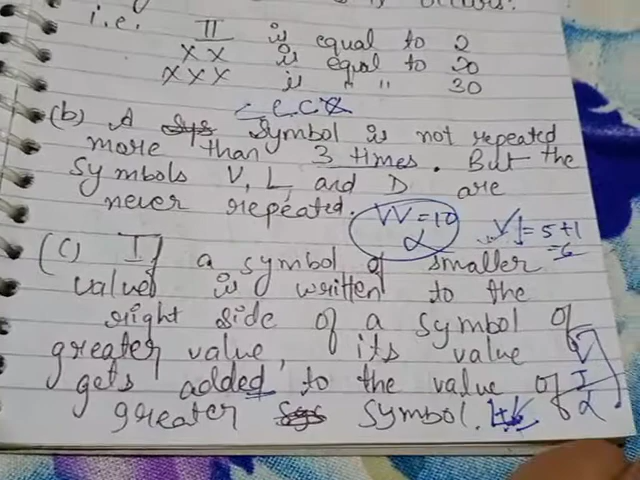 i.e. II is equal to 2
XX is equal to 20
XXX is " " 30
(b) A symbol is not repeated
more than 3 times. But the
symbols V, L, and D are
never repeated. VV = 10
VI = 5+1
= 6
(c) If a symbol of smaller
value is written to the
right side of a symbol of
greater value, its value
gets added to the value of
greater symbol.